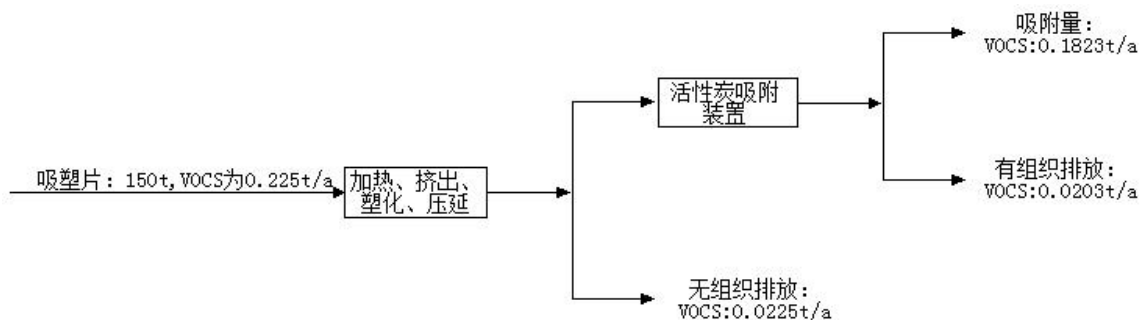 吸塑片：150t,VOCS为0.225t/a
加热、挤出、
塑化、压延
活性炭吸附
装置
吸附量：
VOCS:0.1823t/a
有组织排放：
VOCS:0.0203t/a
无组织排放：
VOCS:0.0225t/a